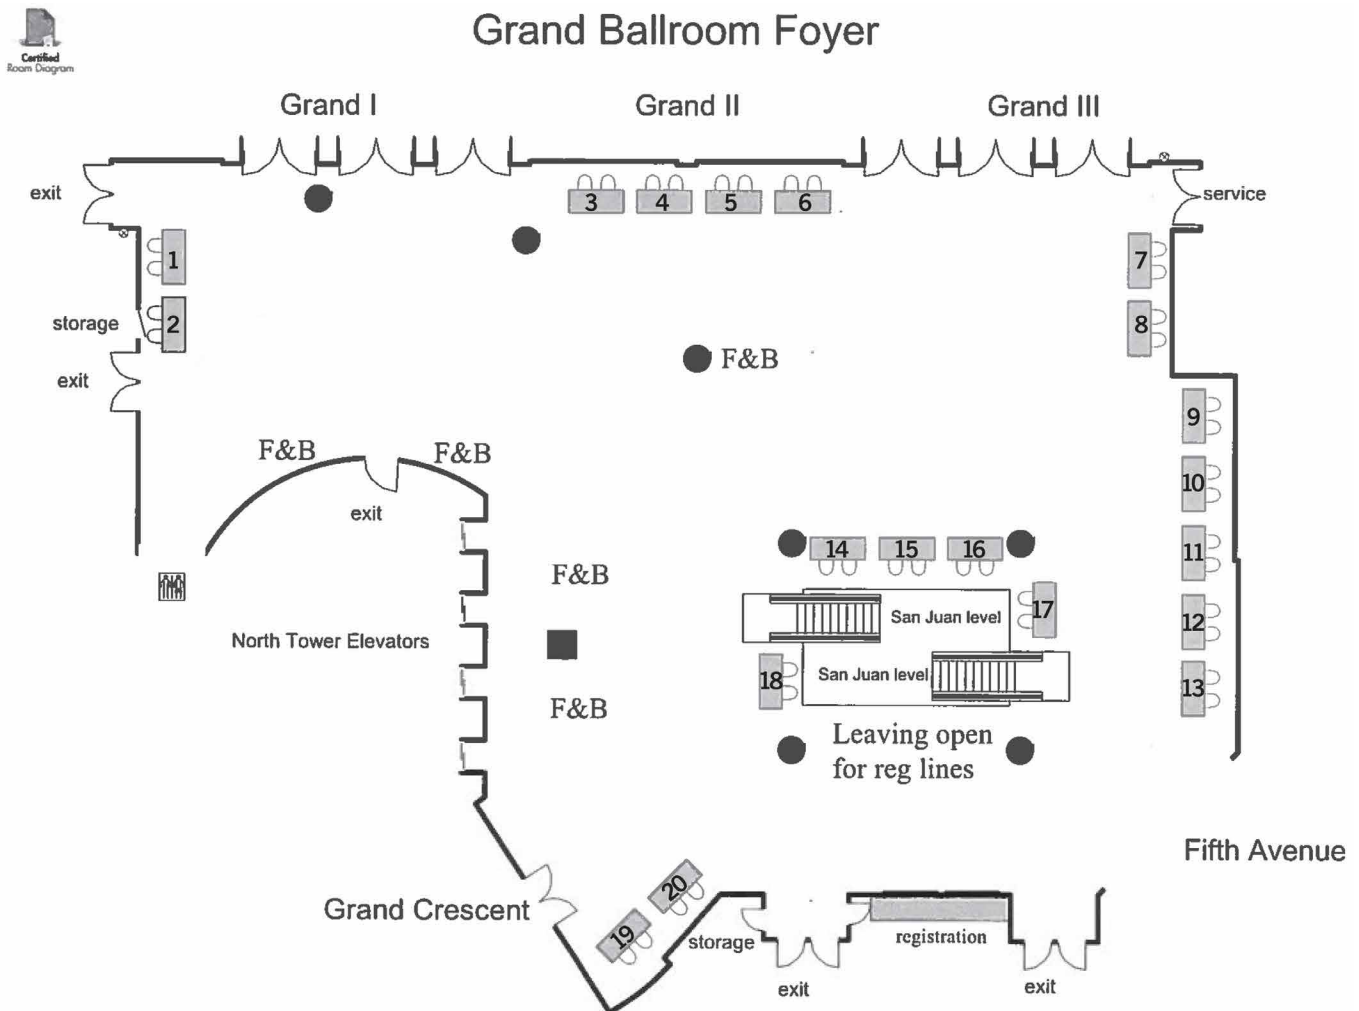 Certified
Room Diagram
Grand Ballroom Foyer
Grand I
Grand II
Grand III
exit
service
3
4
5
6
1
7
2
8
storage
F&B
exit
9
F&B
F&B
10
exit
11
14
15
16
F&B
17
12
San Juan level
North Tower Elevators
San Juan level
18
13
F&B
Leaving open
for reg lines
Fifth Avenue
20
Grand Crescent
19
storage
registration
exit
exit